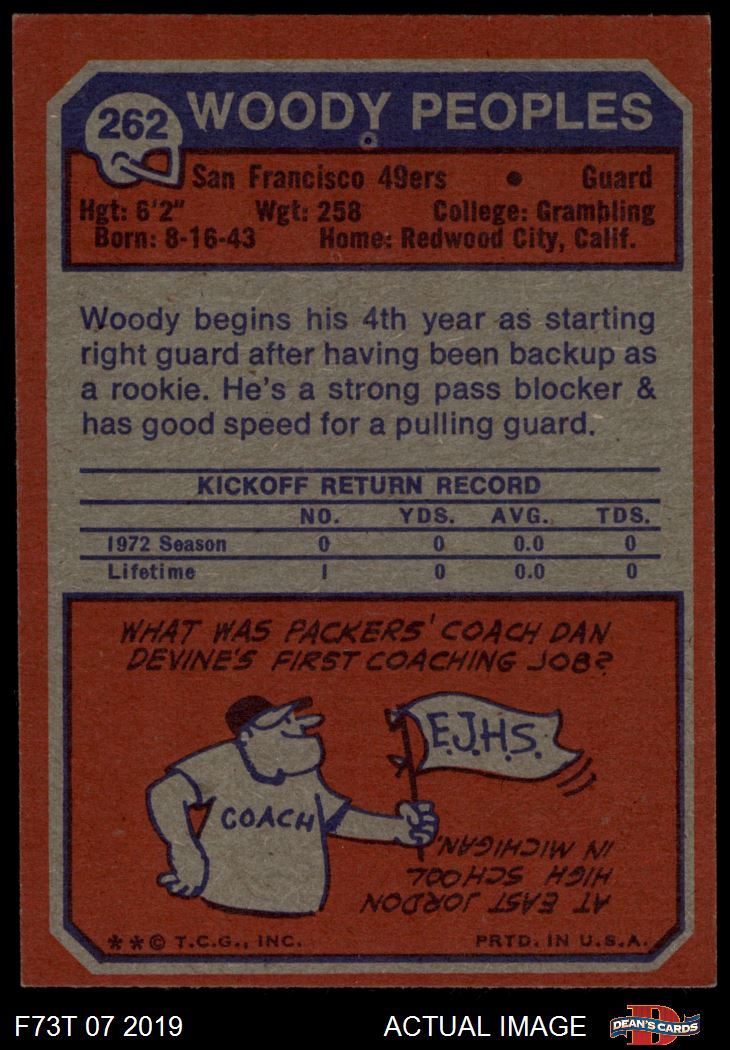 262
WOODY PEOPLES
San Francisco 49ers • Guard
Hgt: 6'2" Wgt: 258 College: Grambling
Born: 8-16-43 Home: Redwood City, Calif.
Woody begins his 4th year as starting
right guard after having been backup as
a rookie. He's a strong pass blocker &
has good speed for a pulling guard.
KICKOFF RETURN RECORD
NO. YDS. AVG. TDS.
1972 Season 0 0 0.0 0
Lifetime 1 0 0.0 0
WHAT WAS PACKERS' COACH DAN
DEVINE'S FIRST COACHING JOB?
E.J.H.S.
COACH
AT EAST JORDON
HIGH SCHOOL
IN MICHIGAN.
**© T.C.G., INC. PRTD. IN U.S.A.
F73T 07 2019 ACTUAL IMAGE
D
DEAN'S CARDS